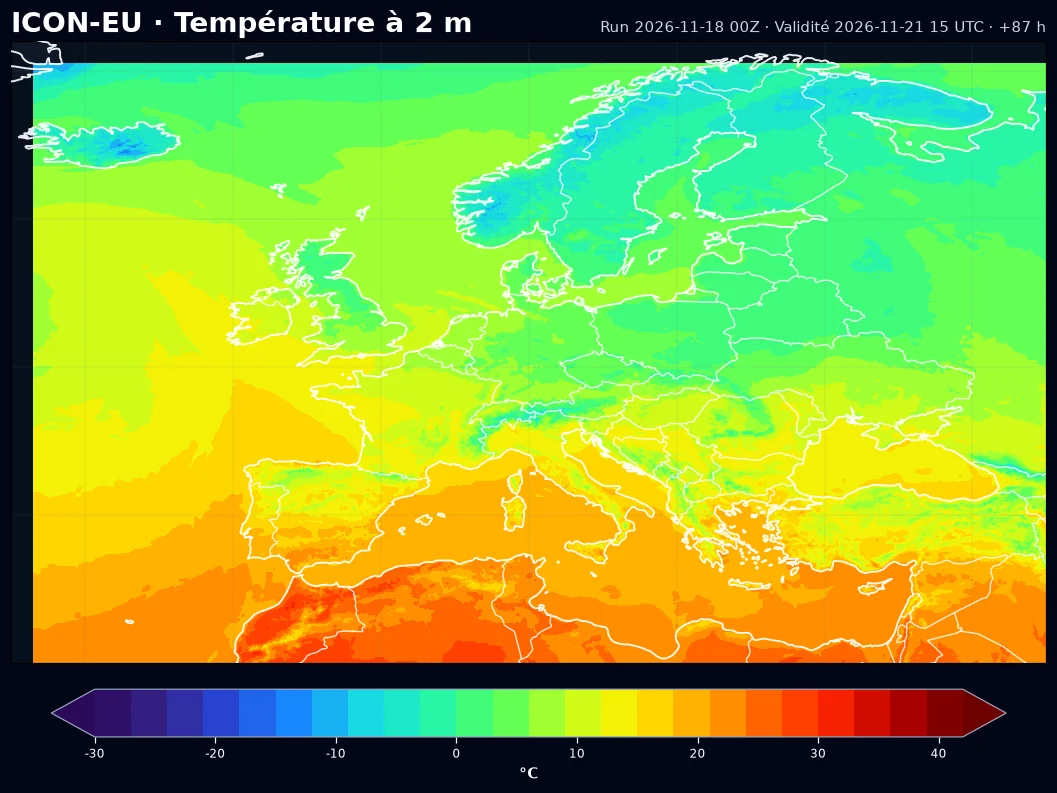 ICON-EU · Température à 2 m
Run 2026-11-18 00Z · Validité 2026-11-21 15 UTC · +87 h
-30 -20 -10 0 10 20 30 40
°C